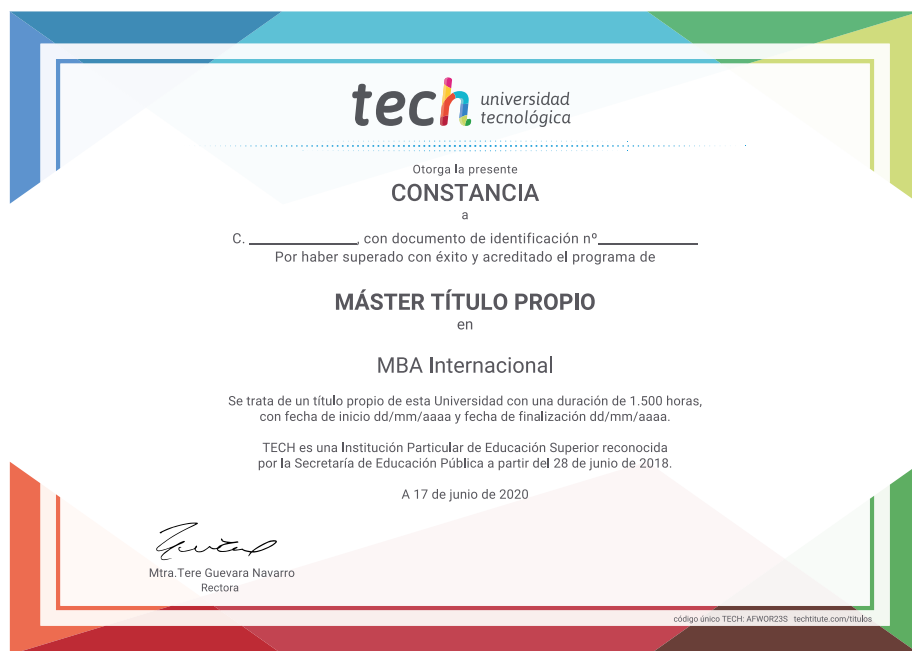 tech universidad
tecnológica
Otorga la presente
CONSTANCIA
a
C. ______________, con documento de identificación nº_____________
Por haber superado con éxito y acreditado el programa de
MÁSTER TÍTULO PROPIO
en
MBA Internacional
Se trata de un título propio de esta Universidad con una duración de 1.500 horas,
con fecha de inicio dd/mm/aaaa y fecha de finalización dd/mm/aaaa.
TECH es una Institución Particular de Educación Superior reconocida
por la Secretaría de Educación Pública a partir del 28 de junio de 2018.
A 17 de junio de 2020
Mtra.Tere Guevara Navarro
Rectora
código único TECH: AFWOR23S techtitute.com/titulos